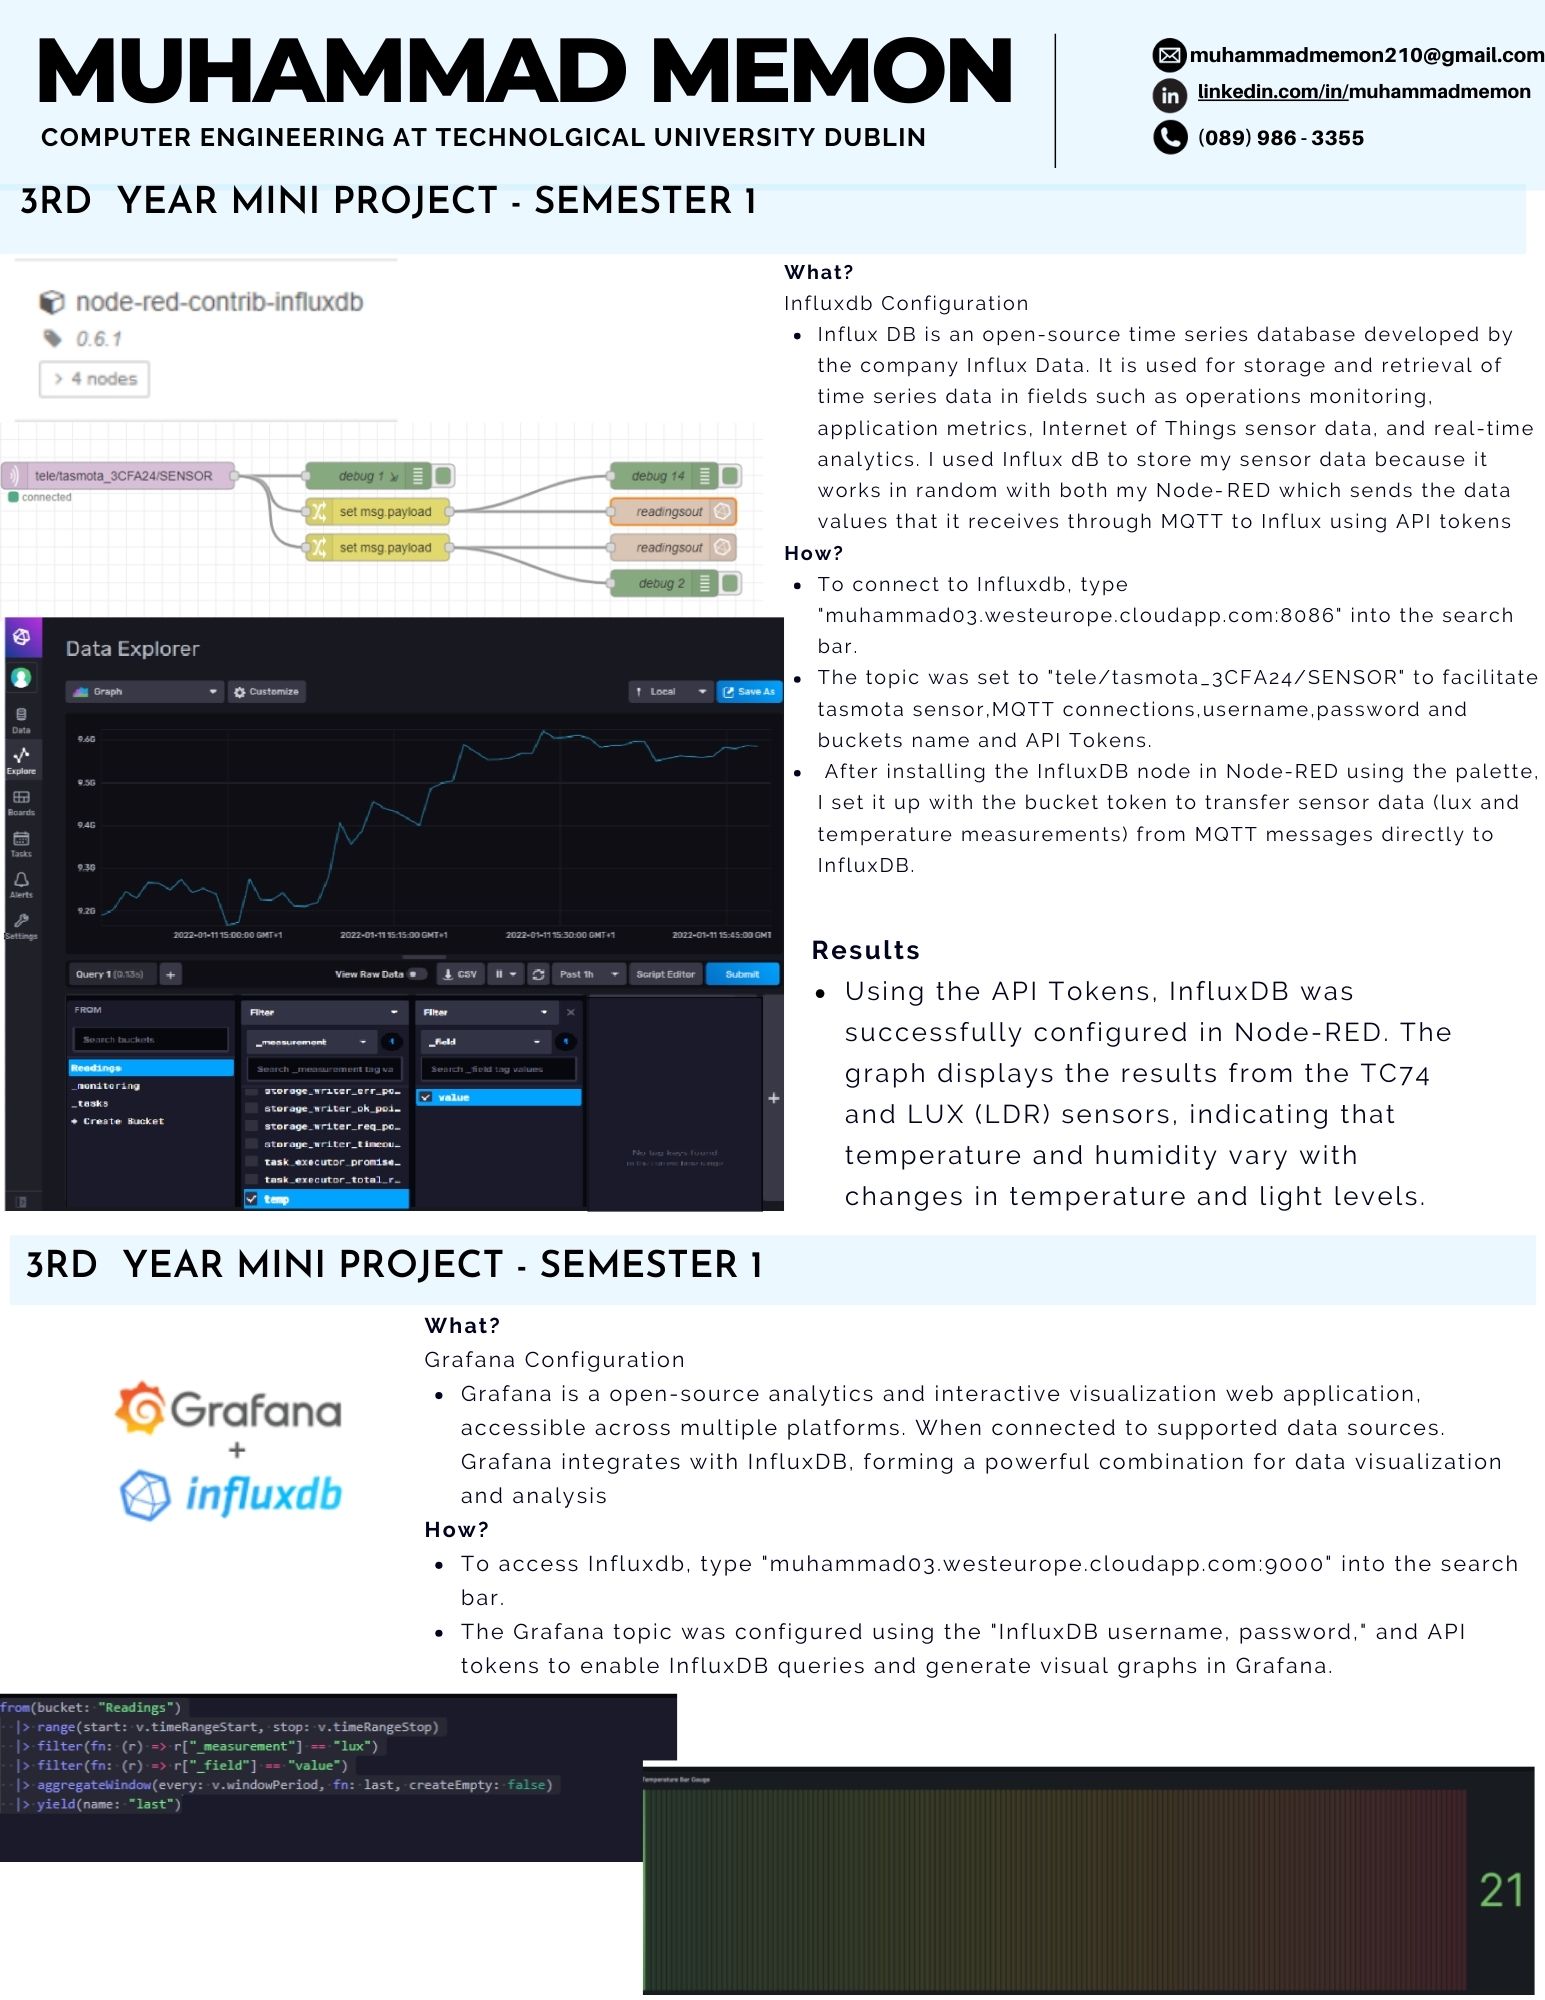 MUHAMMAD MEMON
COMPUTER ENGINEERING AT TECHNOLGICAL UNIVERSITY DUBLIN
muhammadmemon210@gmail.com
linkedin.com/in/muhammadmemon
(089) 986 - 3355
3RD YEAR MINI PROJECT - SEMESTER 1
node-red-contrib-influxdb
0.6.1
> 4 nodes
tele/tasmota_3CFA24/SENSOR
connected
debug 1
set msg.payload
set msg.payload
debug 14
readingsout
readingsout
debug 2
Data Explorer
Graph
Customize
Local
Save As
Data
Explore
Boards
Tasks
Alerts
Settings
9.6G
9.5G
9.4G
9.3G
9.2G
2022-01-11 15:00:00 GMT+1
2022-01-11 15:15:00 GMT+1
2022-01-11 15:30:00 GMT+1
2022-01-11 15:45:00 GMT
Query 1 (0.13s)
+
View Raw Data
CSV
Past 1h
Script Editor
Submit
FROM
Search buckets
Readings
_monitoring
_tasks
+ Create Bucket
Filter
_measurement
1
Search _measurement tag va
storage_writer_err_po…
storage_writer_ok_poi…
storage_writer_req_po…
storage_writer_timeou…
task_executor_promise…
task_executor_total_r…
temp
Filter
_field
1
Search _field tag values
value
No tag keys found
in the current time range
+
What?
Influxdb Configuration
• Influx DB is an open-source time series database developed by
the company Influx Data. It is used for storage and retrieval of
time series data in fields such as operations monitoring,
application metrics, Internet of Things sensor data, and real-time
analytics. I used Influx dB to store my sensor data because it
works in random with both my Node-RED which sends the data
values that it receives through MQTT to Influx using API tokens
How?
• To connect to Influxdb, type
"muhammad03.westeurope.cloudapp.com:8086" into the search
bar.
• The topic was set to "tele/tasmota_3CFA24/SENSOR" to facilitate
tasmota sensor,MQTT connections,username,password and
buckets name and API Tokens.
• After installing the InfluxDB node in Node-RED using the palette,
I set it up with the bucket token to transfer sensor data (lux and
temperature measurements) from MQTT messages directly to
InfluxDB.
Results
• Using the API Tokens, InfluxDB was
successfully configured in Node-RED. The
graph displays the results from the TC74
and LUX (LDR) sensors, indicating that
temperature and humidity vary with
changes in temperature and light levels.
3RD YEAR MINI PROJECT - SEMESTER 1
Grafana
+
influxdb
What?
Grafana Configuration
• Grafana is a open-source analytics and interactive visualization web application,
accessible across multiple platforms. When connected to supported data sources.
Grafana integrates with InfluxDB, forming a powerful combination for data visualization
and analysis
How?
• To access Influxdb, type "muhammad03.westeurope.cloudapp.com:9000" into the search
bar.
• The Grafana topic was configured using the "InfluxDB username, password," and API
tokens to enable InfluxDB queries and generate visual graphs in Grafana.
from(bucket: "Readings")
|> range(start: v.timeRangeStart, stop: v.timeRangeStop)
|> filter(fn: (r) => r["_measurement"] == "lux")
|> filter(fn: (r) => r["_field"] == "value")
|> aggregateWindow(every: v.windowPeriod, fn: last, createEmpty: false)
|> yield(name: "last")
Temperature Bar Gauge
21